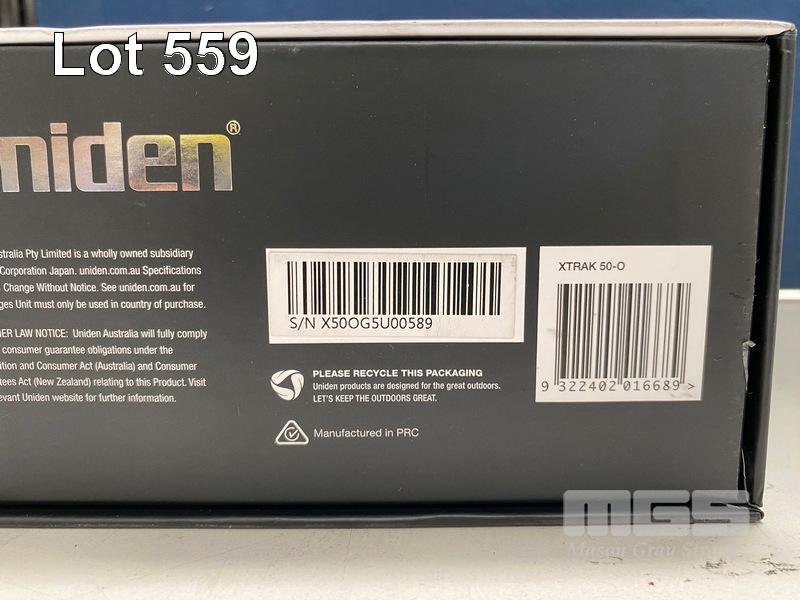 Lot 559
niden®
stralia Pty Limited is a wholly owned subsidiary
Corporation Japan. uniden.com.au Specifications
Change Without Notice. See uniden.com.au for
ges Unit must only be used in country of purchase.
ER LAW NOTICE: Uniden Australia will fully comply
consumer guarantee obligations under the
ition and Consumer Act (Australia) and Consumer
tees Act (New Zealand) relating to this Product. Visit
evant Uniden website for further information.
S/N X50OG5U00589
PLEASE RECYCLE THIS PACKAGING
Uniden products are designed for the great outdoors.
LET'S KEEP THE OUTDOORS GREAT.
Manufactured in PRC
XTRAK 50-O
9 322402 016689 >
MGS
Mason Gray